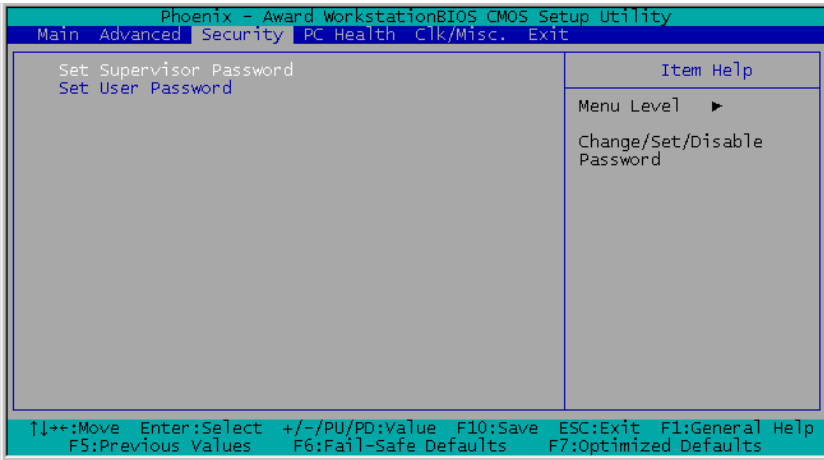 Phoenix - Award WorkstationBIOS CMOS Setup Utility
Main Advanced Security PC Health Clk/Misc. Exit
Set Supervisor Password
Set User Password
Item Help
Menu Level ►
Change/Set/Disable
Password
↑↓→←:Move Enter:Select +/-/PU/PD:Value F10:Save ESC:Exit F1:General Help
F5:Previous Values F6:Fail-Safe Defaults F7:Optimized Defaults